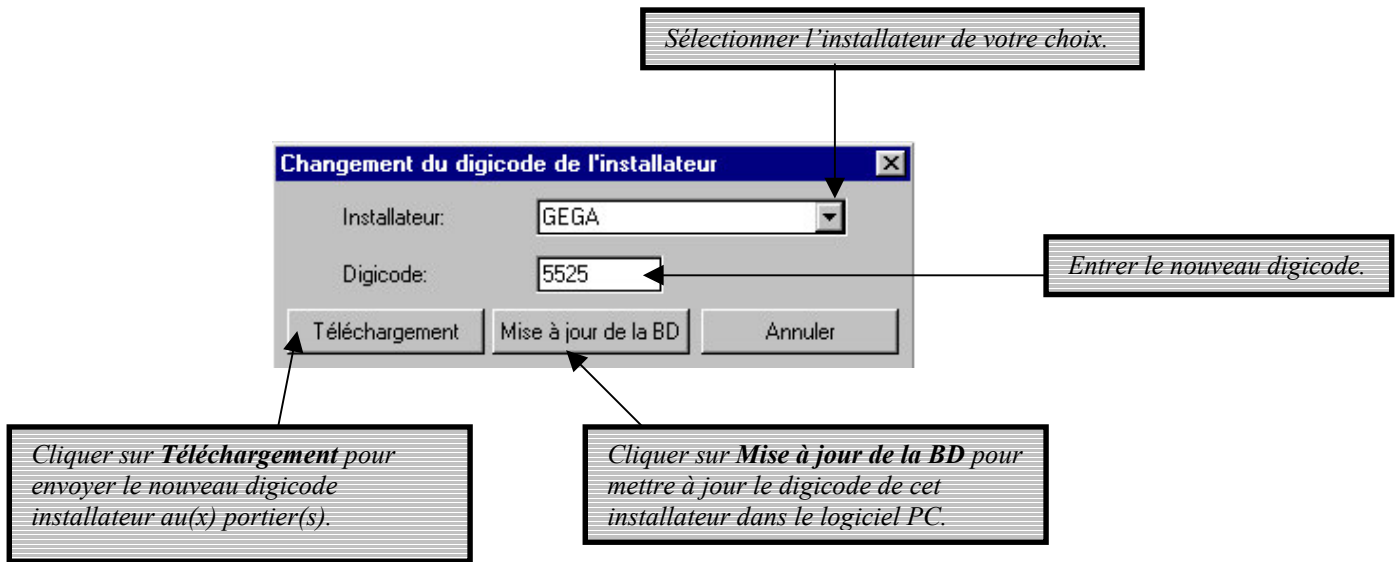 Sélectionner l’installateur de votre choix.
Changement du digicode de l'installateur
Installateur:
GEGA
Digicode:
5525
Entrer le nouveau digicode.
Téléchargement
Mise à jour de la BD
Annuler
Cliquer sur Téléchargement pour
envoyer le nouveau digicode
installateur au(x) portier(s).
Cliquer sur Mise à jour de la BD pour
mettre à jour le digicode de cet
installateur dans le logiciel PC.